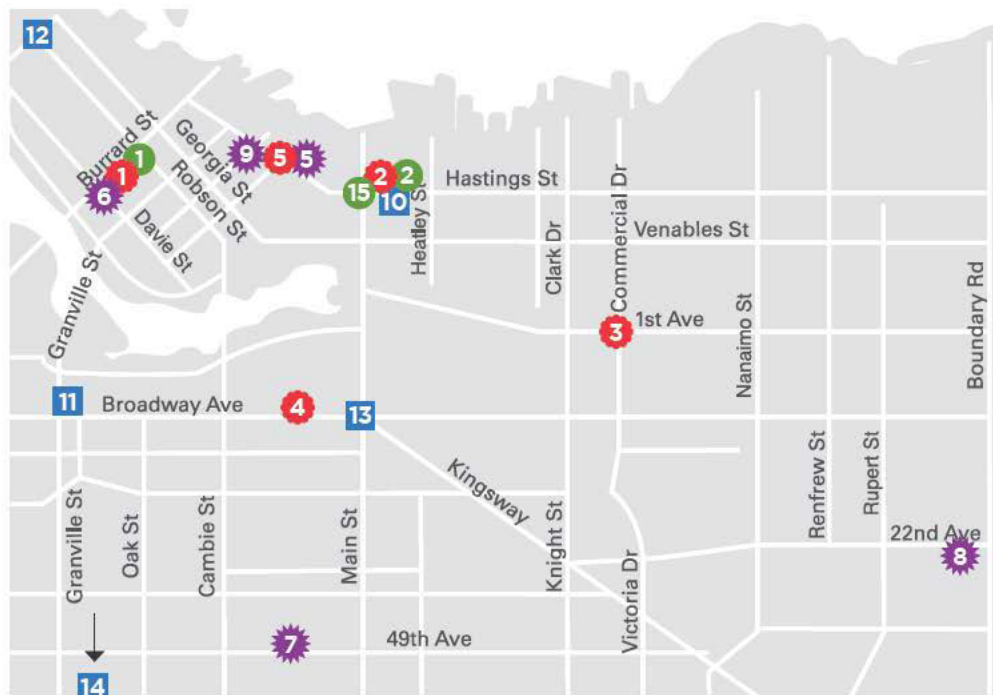 12
Burrard St
Georgia St
Robson St
Davie St
1
1
6
9
5
5
2
2
15
10
Hastings St
Heatley St
Venables St
Clark Dr
Commercial Dr
Granville St
3
1st Ave
Nanaimo St
Boundary Rd
11
Broadway Ave
4
13
Kingsway
Renfrew St
Rupert St
22nd Ave
8
Granville St
Oak St
Cambie St
Main St
Knight St
Victoria Dr
7
49th Ave
14